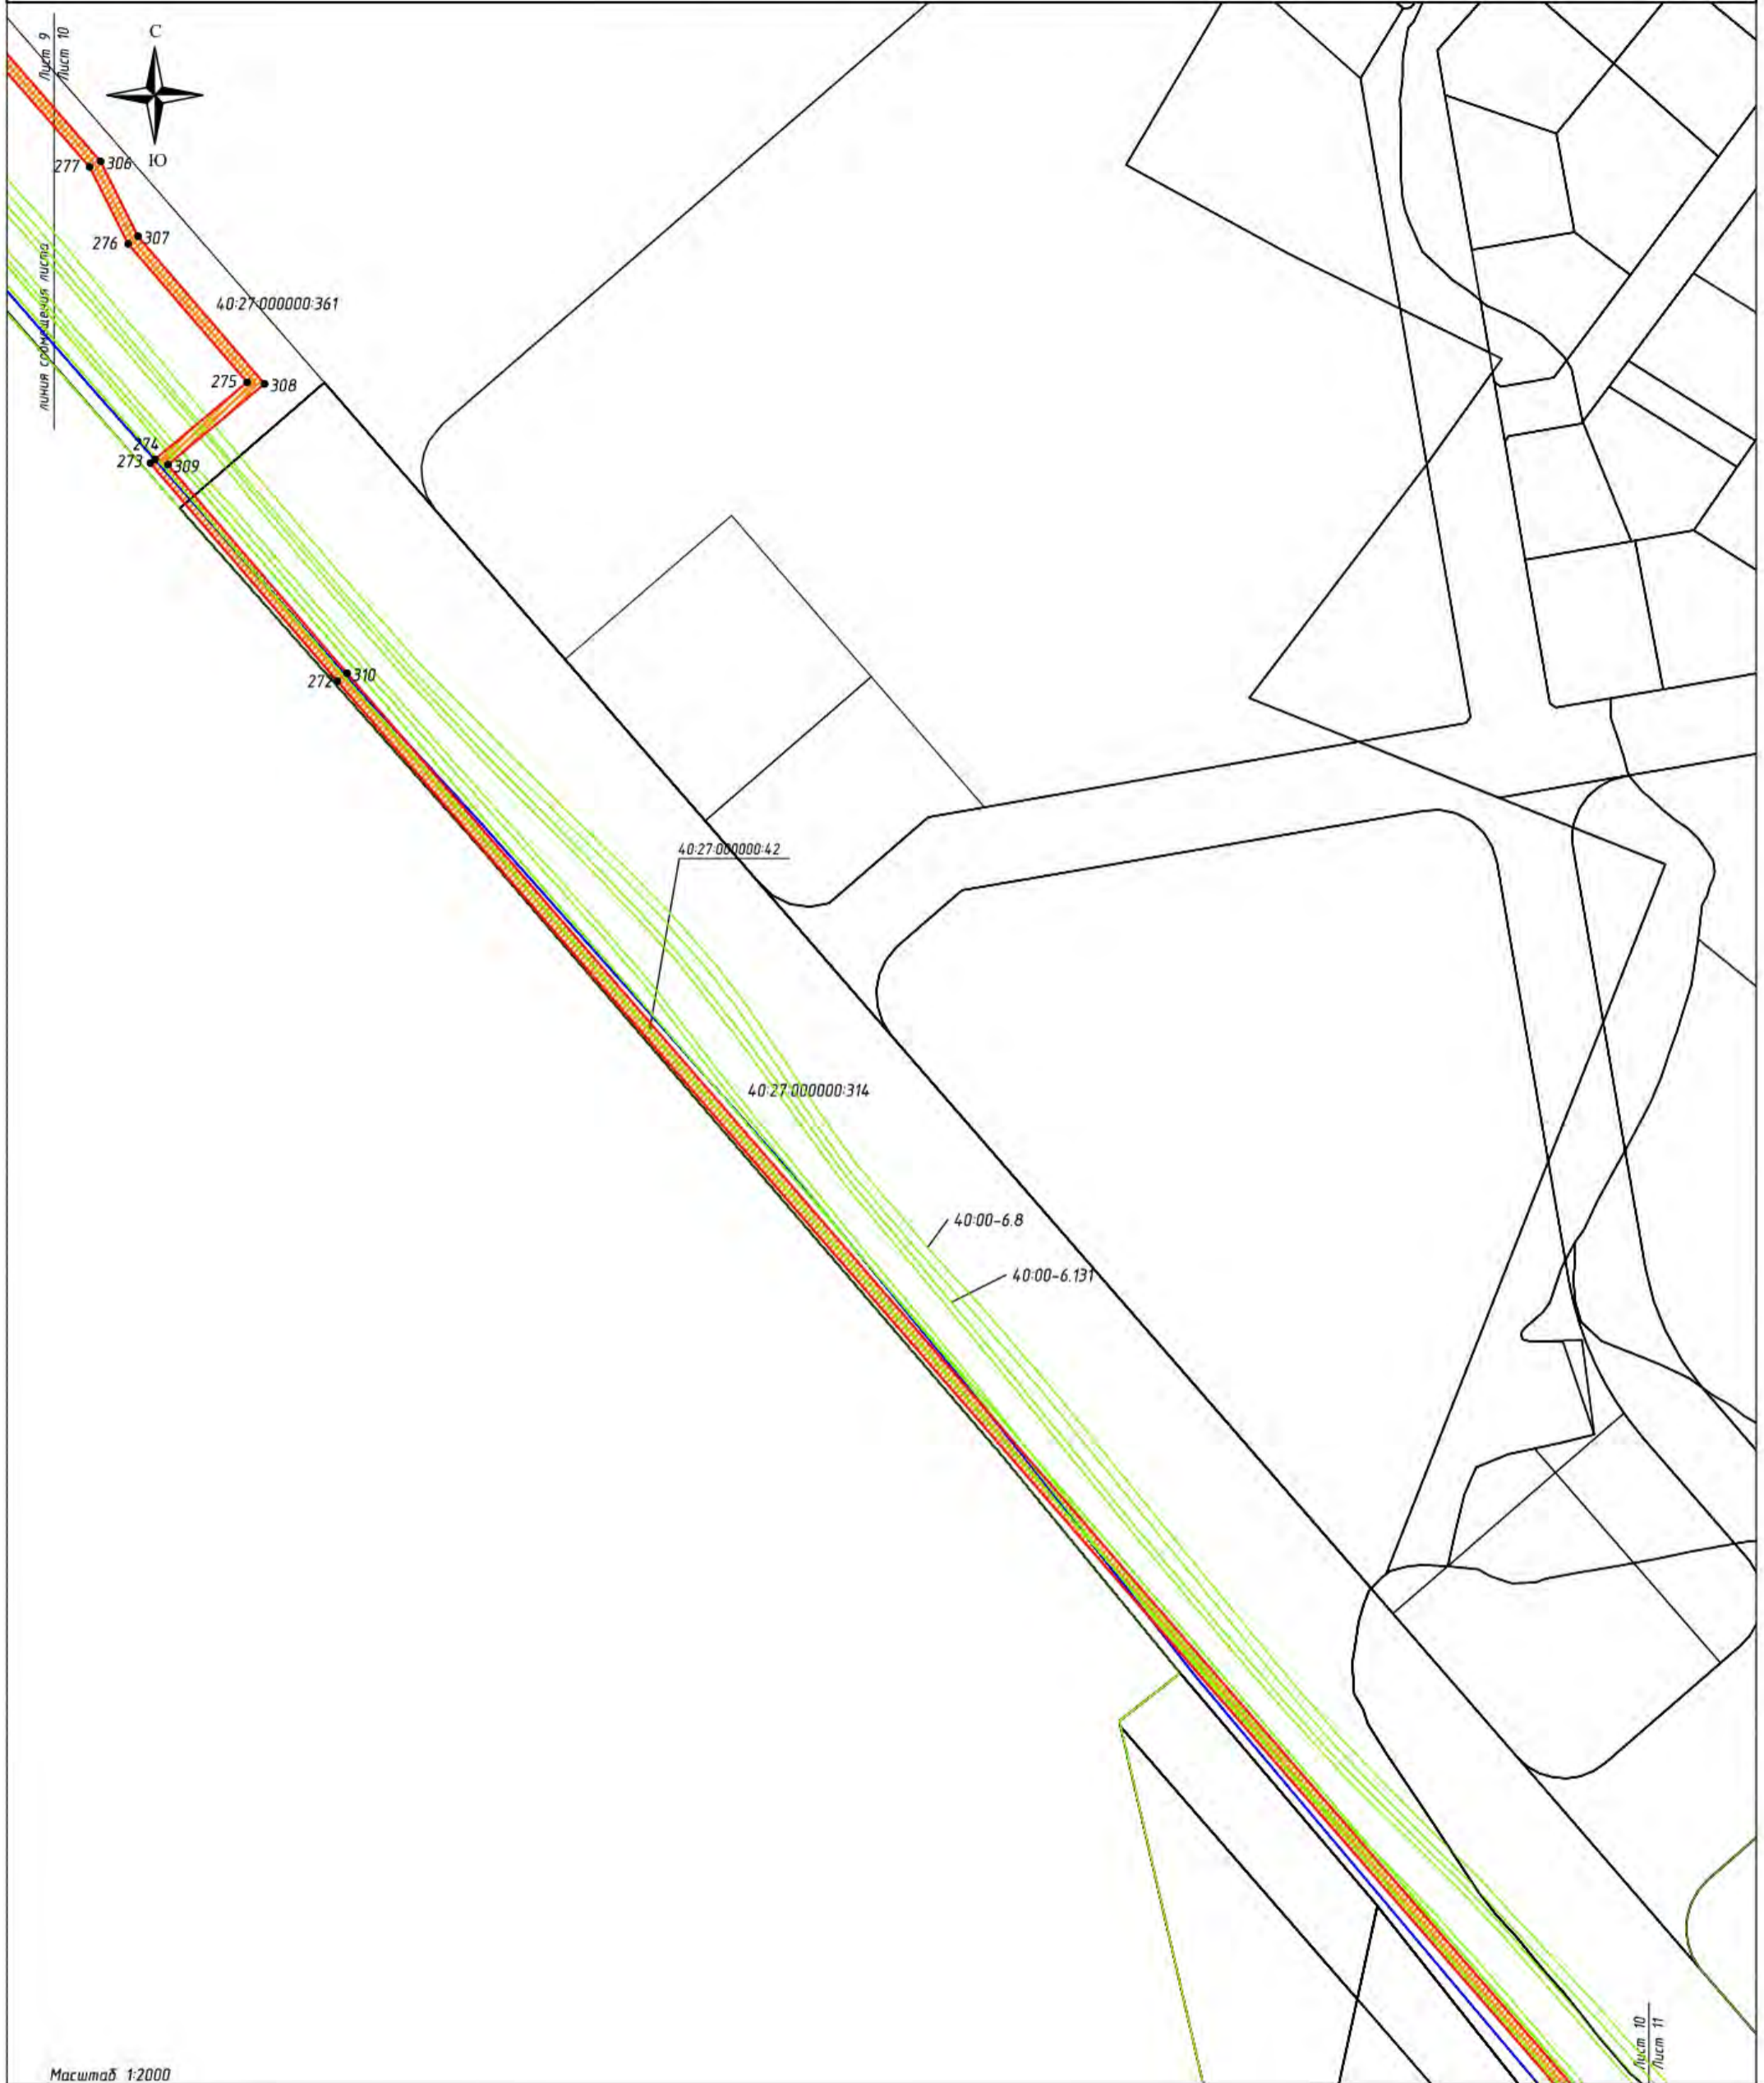 Лист 9
Лист 10
С
Ю
277
306
276
307
линия совмещения листа
40:27:000000:361
275
308
274
273
309
310
272
40:27:000000:42
40:27:000000:314
40:00-6.8
40:00-6.131
Лист 10
Лист 11
Масштаб 1:2000